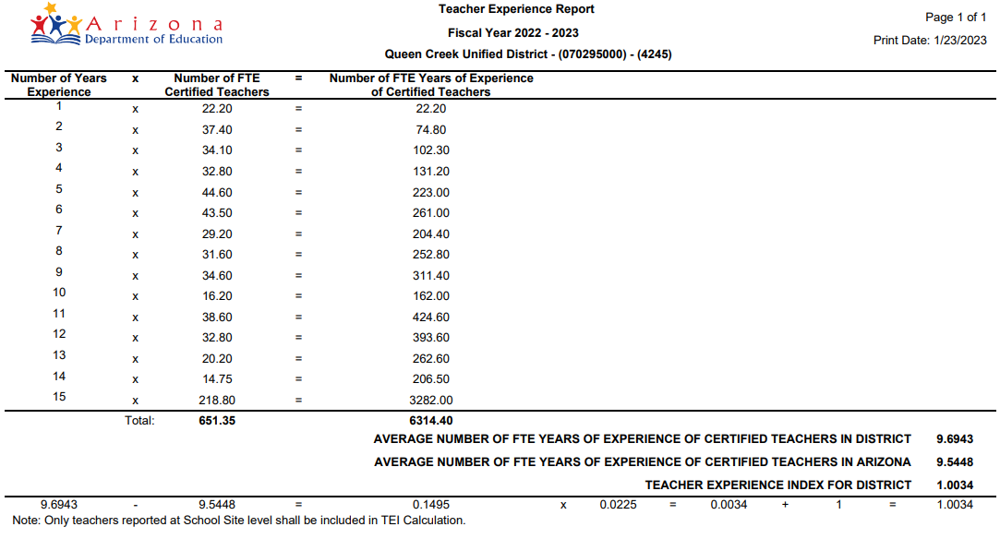 Arizona
Department of Education
Teacher Experience Report
Fiscal Year 2022 - 2023
Queen Creek Unified District - (070295000) - (4245)
Page 1 of 1
Print Date: 1/23/2023
Number of Years Experience x Number of FTE Certified Teachers = Number of FTE Years of Experience of Certified Teachers
1 x 22.20 = 22.20
2 x 37.40 = 74.80
3 x 34.10 = 102.30
4 x 32.80 = 131.20
5 x 44.60 = 223.00
6 x 43.50 = 261.00
7 x 29.20 = 204.40
8 x 31.60 = 252.80
9 x 34.60 = 311.40
10 x 16.20 = 162.00
11 x 38.60 = 424.60
12 x 32.80 = 393.60
13 x 20.20 = 262.60
14 x 14.75 = 206.50
15 x 218.80 = 3282.00
Total: 651.35 6314.40
AVERAGE NUMBER OF FTE YEARS OF EXPERIENCE OF CERTIFIED TEACHERS IN DISTRICT 9.6943
AVERAGE NUMBER OF FTE YEARS OF EXPERIENCE OF CERTIFIED TEACHERS IN ARIZONA 9.5448
TEACHER EXPERIENCE INDEX FOR DISTRICT 1.0034
9.6943 - 9.5448 = 0.1495 x 0.0225 = 0.0034 + 1 = 1.0034
Note: Only teachers reported at School Site level shall be included in TEI Calculation.